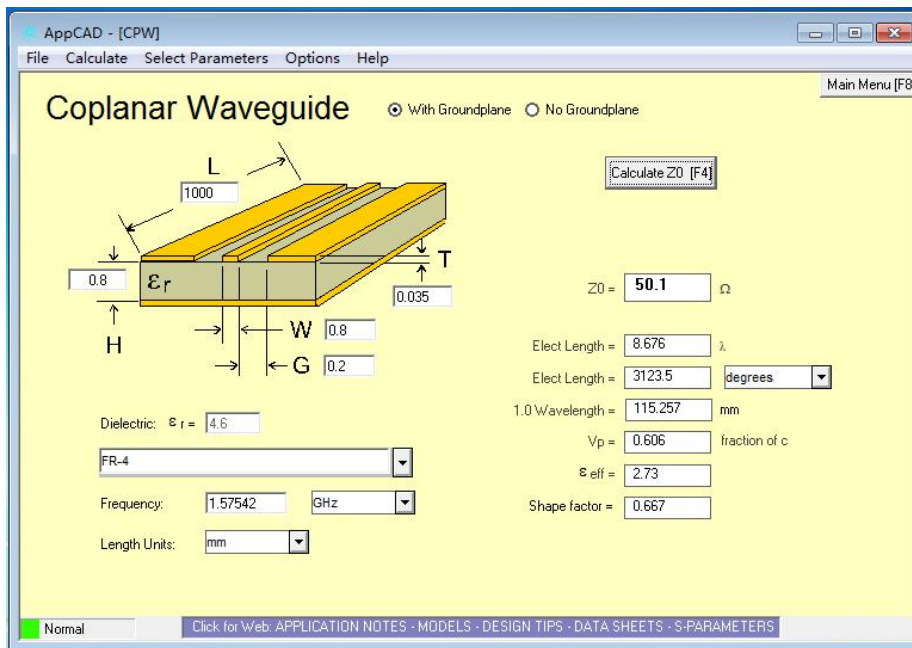 AppCAD - [CPW]
File Calculate Select Parameters Options Help
Main Menu [F8
Coplanar Waveguide With Groundplane No Groundplane
L
1000
Calculate Z0 [F4]
T
0.8 εr
0.035
Z0 = 50.1 Ω
H
W 0.8
G 0.2
Elect Length = 8.676 λ
Elect Length = 3123.5 degrees
1.0 Wavelength = 115.257 mm
Dielectric: εr = 4.6
Vp = 0.606 fraction of c
FR-4
ε eff = 2.73
Frequency: 1.57542 GHz
Shape factor = 0.667
Length Units: mm
Normal
Click for Web: APPLICATION NOTES - MODELS - DESIGN TIPS - DATA SHEETS - S-PARAMETERS